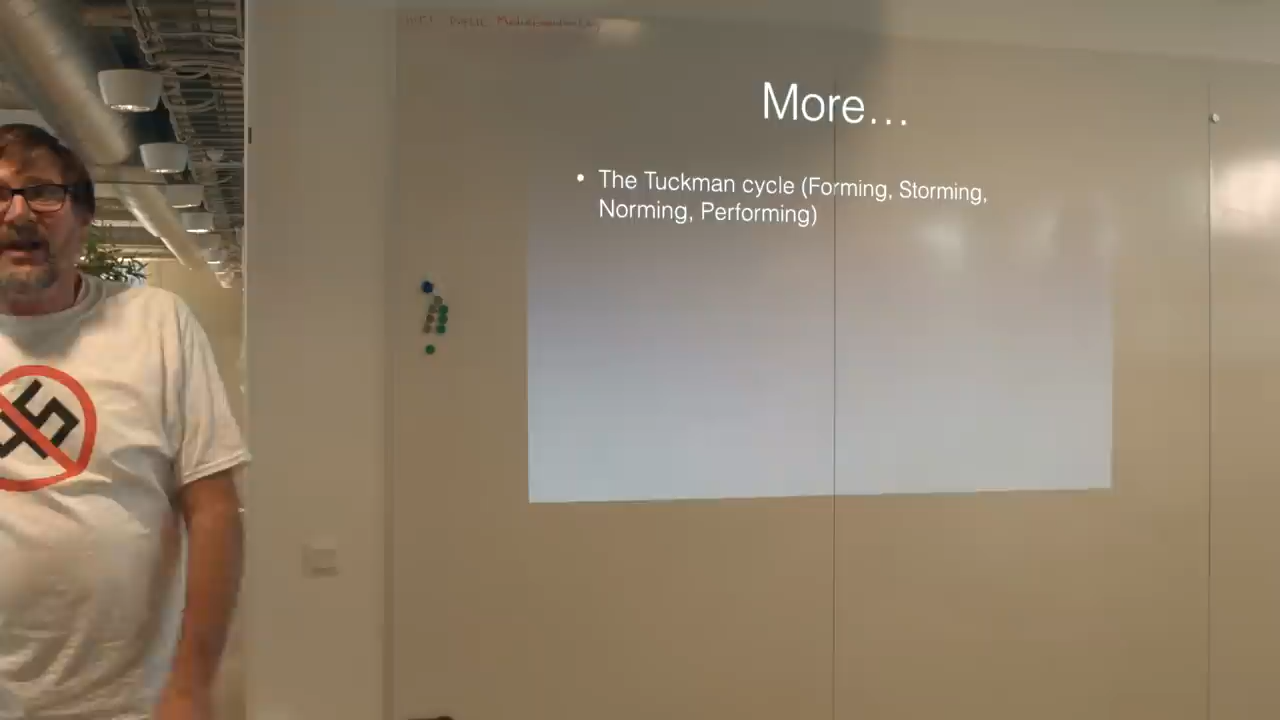 More...
• The Tuckman cycle (Forming, Storming,
Norming, Performing)